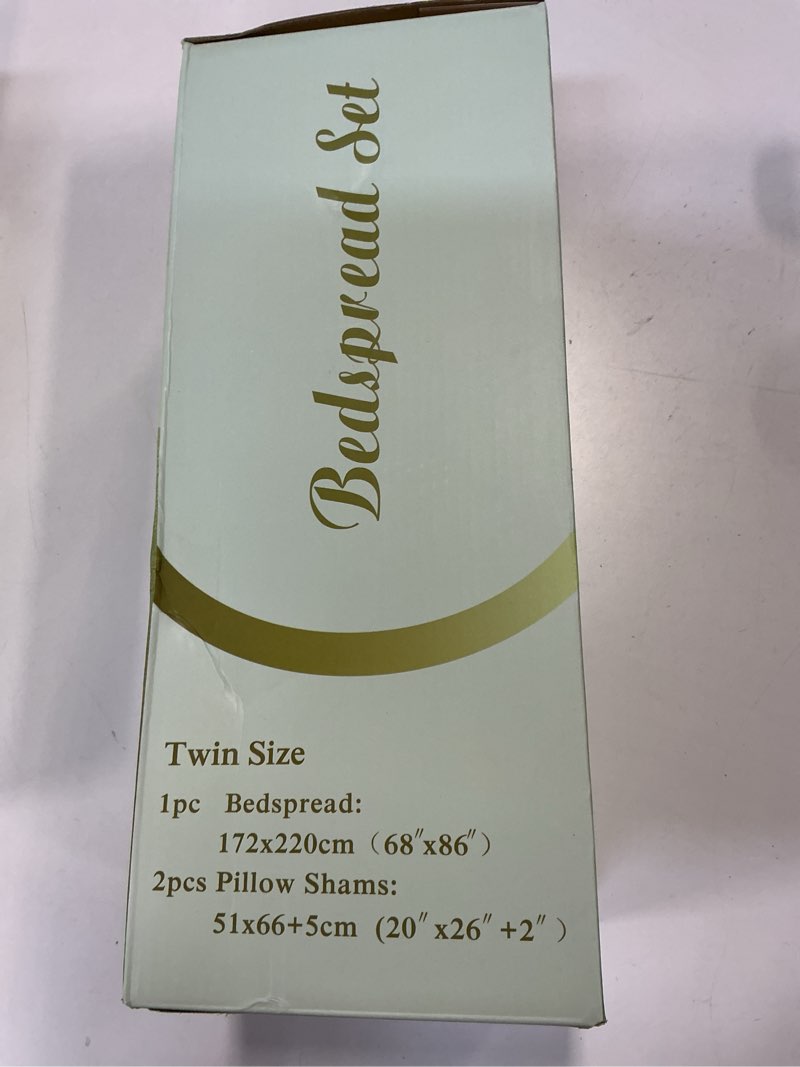 Bedspread Set
Twin Size
1pc Bedspread:
172x220cm (68″x86″)
2pcs Pillow Shams:
51x66+5cm (20″x26″+2″)